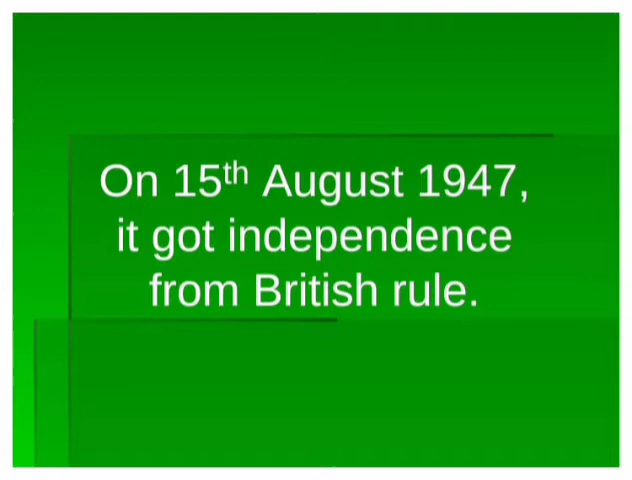 On 15th August 1947,
it got independence
from British rule.